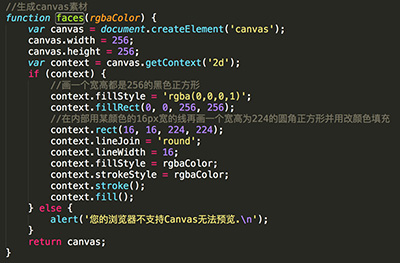 //生成canvas素材
function faces(rgbaColor) {
    var canvas = document.createElement('canvas');
    canvas.width = 256;
    canvas.height = 256;
    var context = canvas.getContext('2d');
    if (context) {
        //画一个宽高都是256的黑色正方形
        context.fillStyle = 'rgba(0,0,0,1)';
        context.fillRect(0, 0, 256, 256);
        //在内部用某颜色的16px宽的线再画一个宽高为224的圆角正方形并用改颜色填充
        context.rect(16, 16, 224, 224);
        context.lineJoin = 'round';
        context.lineWidth = 16;
        context.fillStyle = rgbaColor;
        context.strokeStyle = rgbaColor;
        context.stroke();
        context.fill();
    } else {
        alert('您的浏览器不支持Canvas无法预览.\n');
    }
    return canvas;
}